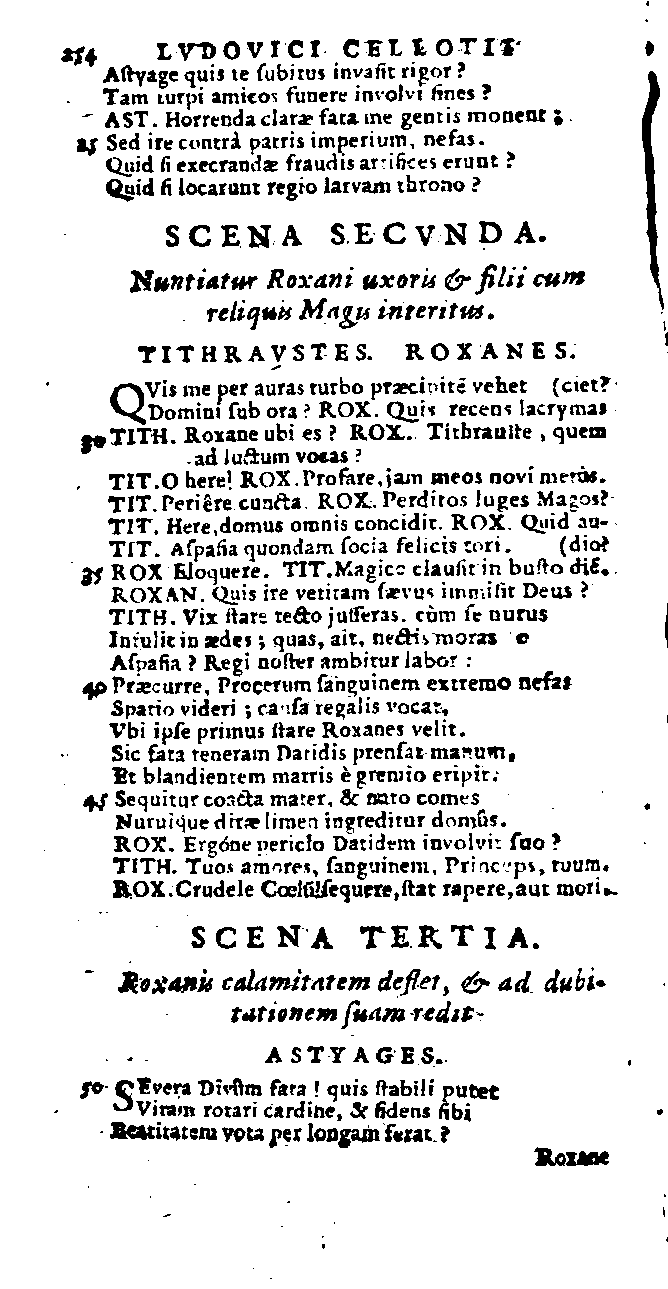 254 LVDOVICI CELLOTII
Aſtyage quis te ſubitus invaſit rigor ?
Tam turpi amicos funere involvi ſines ?
AST. Horrenda claræ fata me gentis monent ;
25 Sed ire contrà patris imperium, nefas.
Quid ſi execrandæ fraudis artifices erunt ?
Quid ſi locarunt regio larvam throno ?
SCENA SECVNDA.
Nuntiatur Roxani uxoris & filii cum
reliquis Magis interitus.
TITHRAVSTES. ROXANES.
QVis me per auras turbo præcipitē vehet (ciet?
Domini ſub ora ? ROX. Quis recens lacrymas
30 TITH. Roxane ubi es ? ROX. Tithrauſte , quem
ad luctum vocas ?
TIT. O here! ROX. Profare, jam meos novi metus.
TIT. Periêre cuncta. ROX. Perditos luges Magos?
TIT. Here, domus omnis concidit. ROX. Quid au-
TIT. Aſpaſia quondam ſocia felicis tori. (dio?
35 ROX Eloquere. TIT. Magico clauſit in buſto diē.
ROXAN. Quis ire vetitam ſævus immiſit Deus ?
TITH. Vix ſtare tecto juſſeras, cùm ſe nurus
Intulit in ædes ; quas, ait, nectis moras ô
Aſpaſia ? Regi noſter ambitur labor :
40 Præcurre, Procerum ſanguinem extremo nefas
Spatio videri ; cauſa regalis vocat,
Vbi ipſe primus ſtare Roxanes velit.
Sic fata teneram Datidis prenſat manum,
Et blandientem matris è gremio eripit:
45 Sequitur coacta mater, & nato comes
Nuruique diræ limen ingreditur domûs.
ROX. Ergóne periclo Datidem involvit ſuo ?
TITH. Tuos amores, ſanguinem, Princeps, tuum.
ROX. Crudele Cœlū! ſequere, ſtat rapere, aut mori.
SCENA TERTIA.
Roxanis calamitatem deflet, & ad dubi-
tationem ſuam redit.
ASTYAGES.
50 SEvera Divûm fata ! quis ſtabili putet
Vitam rotari cardine, & fidens ſibi
Beatitatem vota per longam ferat ?
Roxane